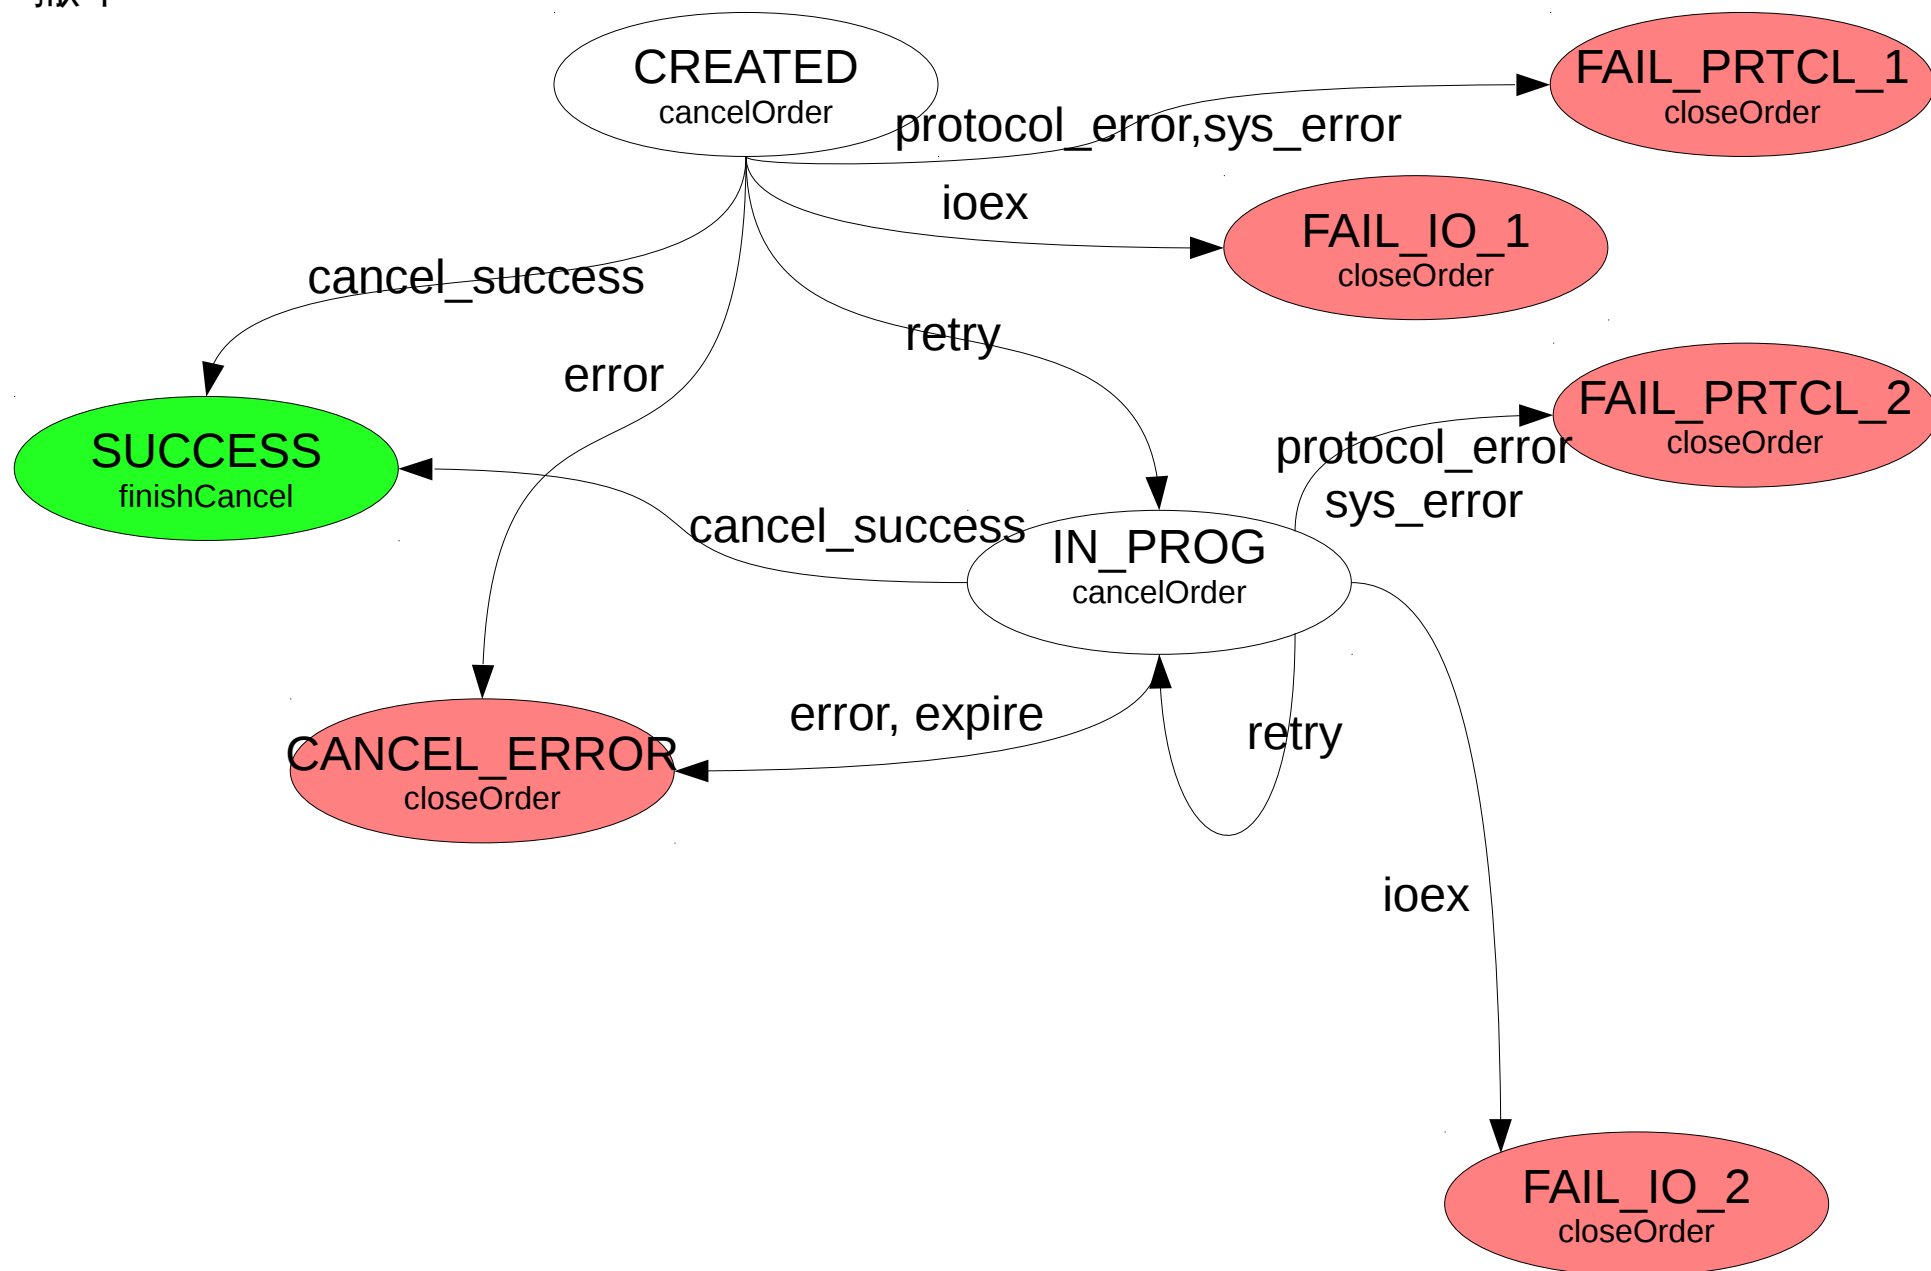 CREATED
cancelOrder
FAIL_PRTCL_1
closeOrder
protocol_error,sys_error
ioex
FAIL_IO_1
closeOrder
cancel_success
retry
error
FAIL_PRTCL_2
closeOrder
protocol_error
sys_error
SUCCESS
finishCancel
cancel_success
IN_PROG
cancelOrder
error, expire
retry
CANCEL_ERROR
closeOrder
ioex
FAIL_IO_2
closeOrder